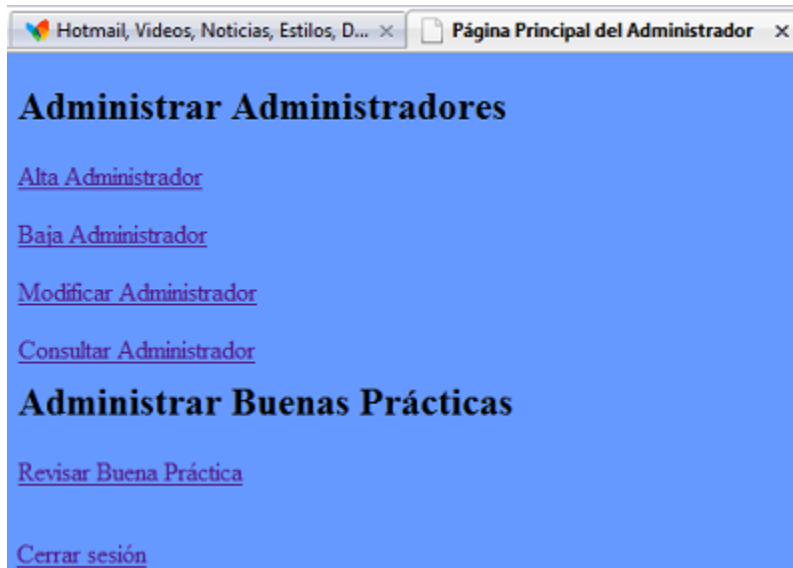 Hotmail, Videos, Noticias, Estilos, D... Página Principal del Administrador
Administrar Administradores
Alta Administrador
Baja Administrador
Modificar Administrador
Consultar Administrador
Administrar Buenas Prácticas
Revisar Buena Práctica
Cerrar sesión